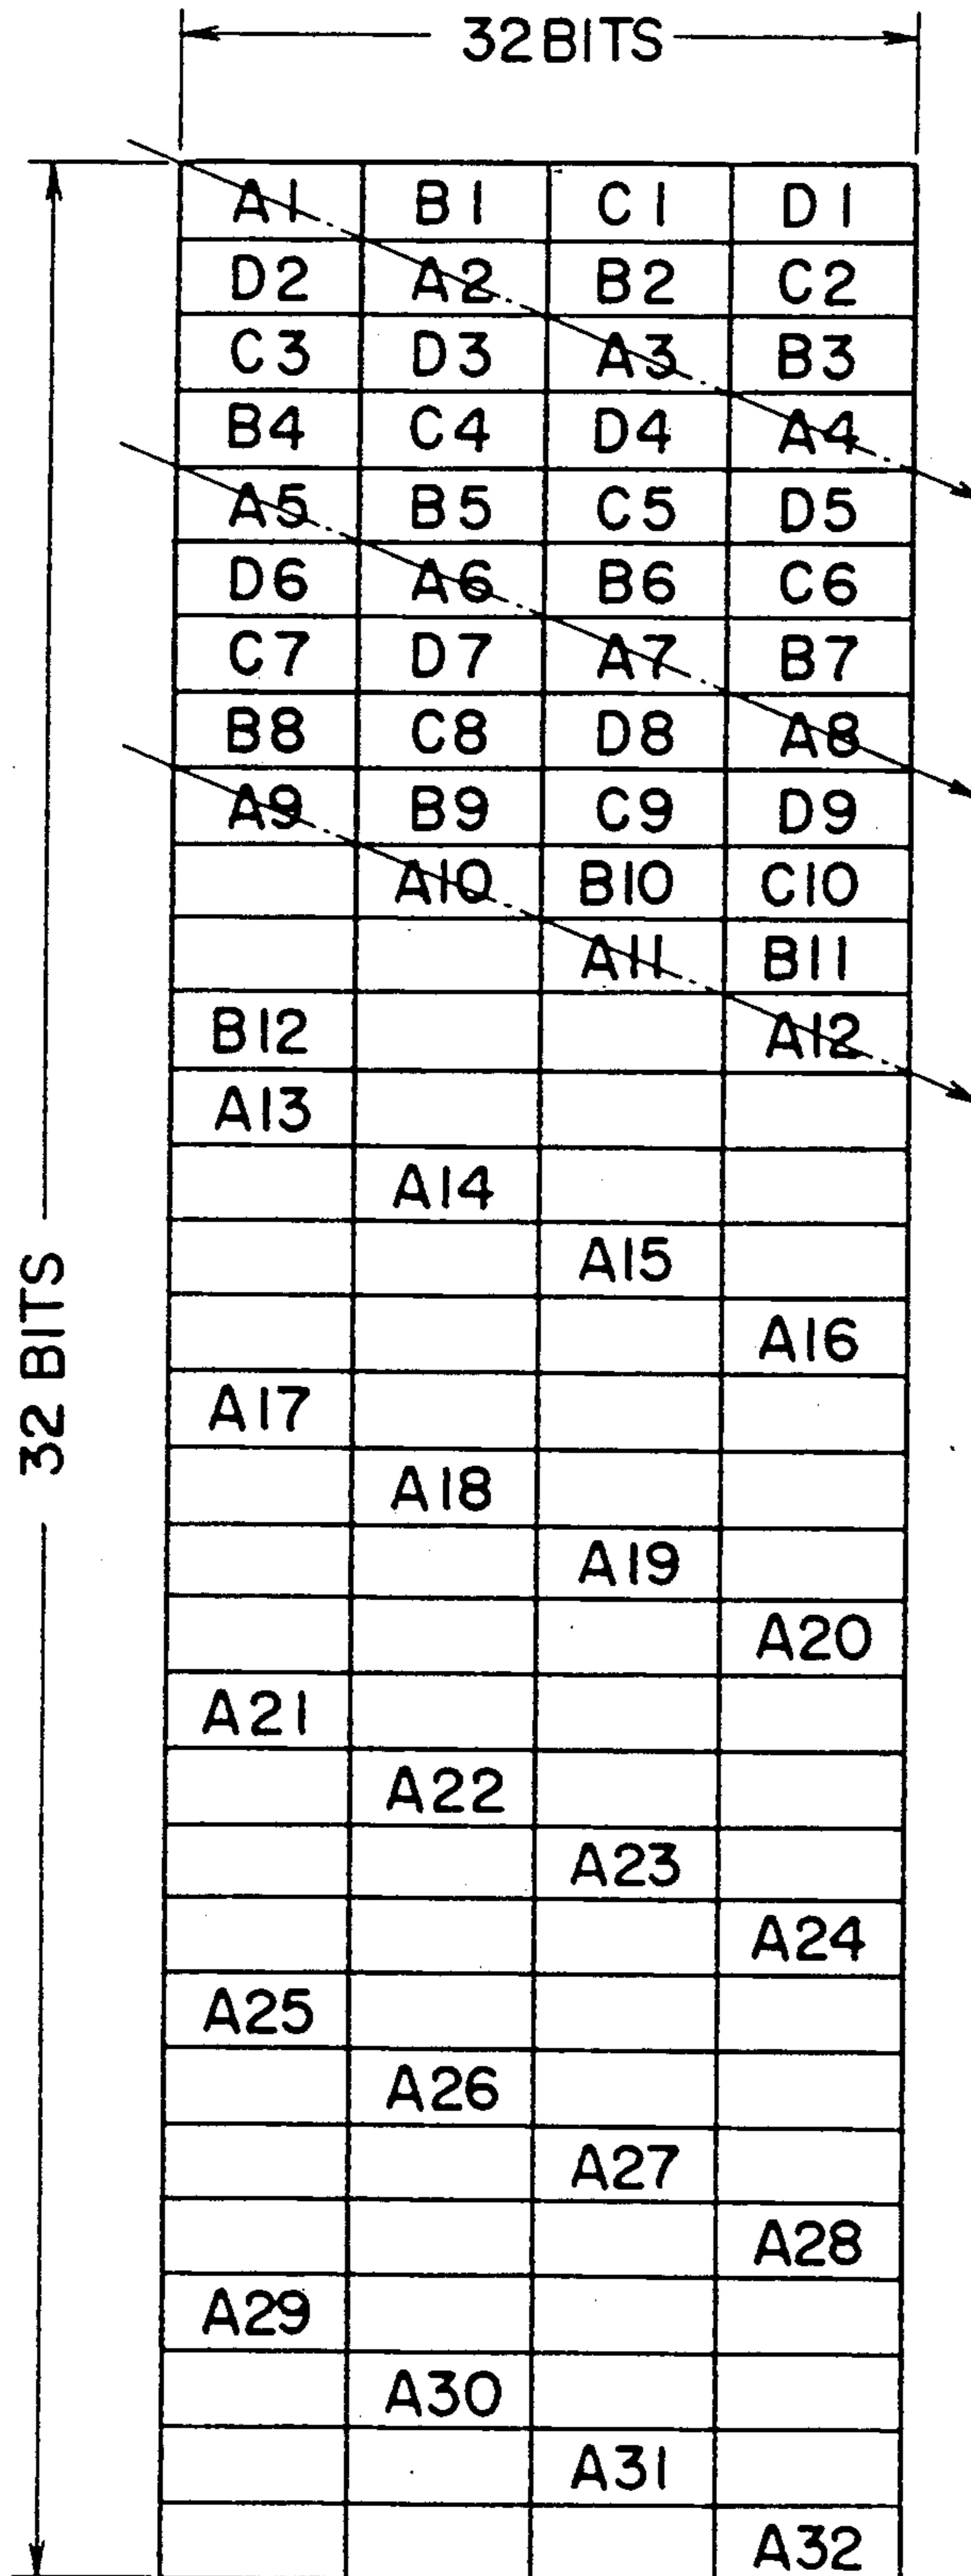 32 BITS
A1 B1 C1 D1
D2 A2 B2 C2
C3 D3 A3 B3
B4 C4 D4 A4
A5 B5 C5 D5
D6 A6 B6 C6
C7 D7 A7 B7
B8 C8 D8 A8
A9 B9 C9 D9
A10 B10 C10
A11 B11
B12 A12
A13
A14
A15
A16
A17
A18
A19
A20
A21
A22
A23
A24
A25
A26
A27
A28
A29
A30
A31
A32
32 BITS